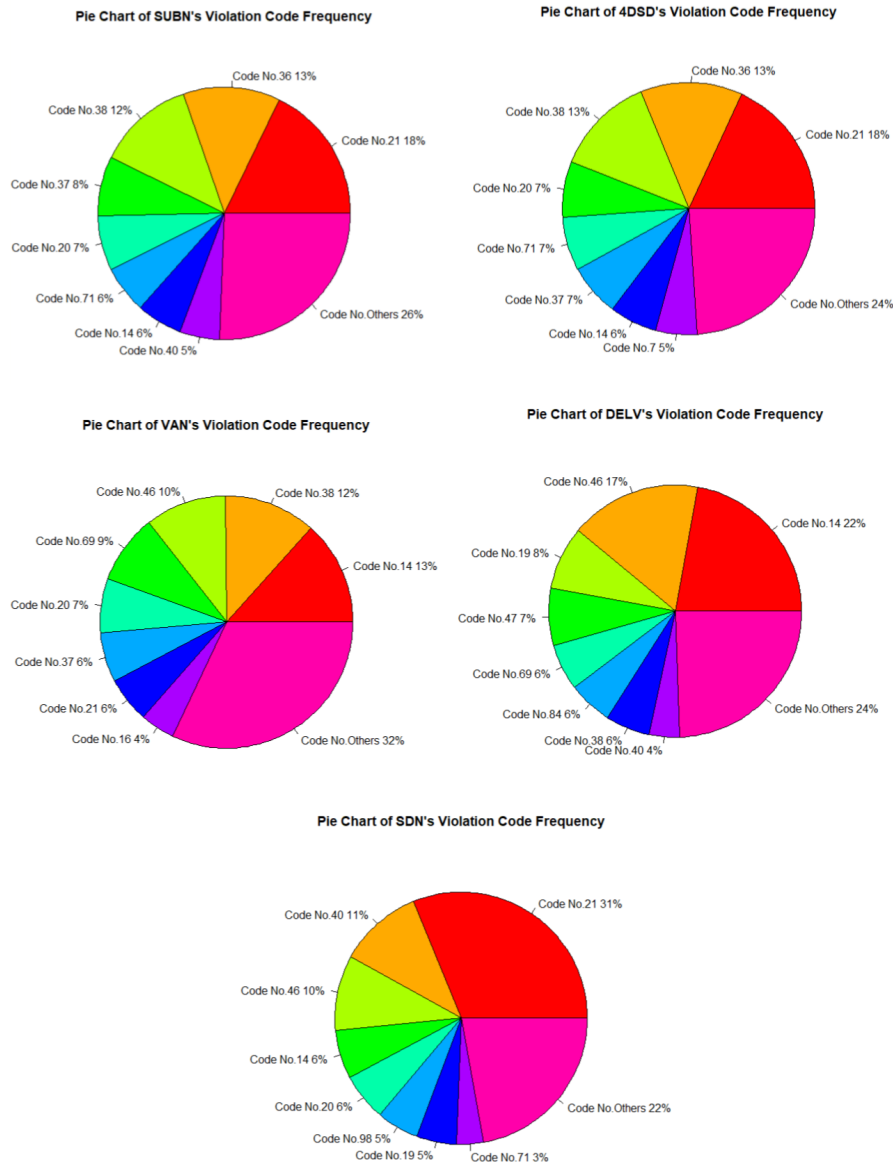 Pie Chart of SUBN's Violation Code Frequency
Code No.36 13%
Code No.38 12%
Code No.21 18%
Code No.37 8%
Code No.20 7%
Code No.71 6%
Code No.14 6%
Code No.40 5%
Code No.Others 26%
Pie Chart of 4DSD's Violation Code Frequency
Code No.36 13%
Code No.38 13%
Code No.21 18%
Code No.20 7%
Code No.71 7%
Code No.37 7%
Code No.14 6%
Code No.7 5%
Code No.Others 24%
Pie Chart of VAN's Violation Code Frequency
Code No.46 10%
Code No.38 12%
Code No.69 9%
Code No.14 13%
Code No.20 7%
Code No.37 6%
Code No.21 6%
Code No.16 4%
Code No.Others 32%
Pie Chart of DELV's Violation Code Frequency
Code No.46 17%
Code No.14 22%
Code No.19 8%
Code No.47 7%
Code No.69 6%
Code No.84 6%
Code No.38 6%
Code No.40 4%
Code No.Others 24%
Pie Chart of SDN's Violation Code Frequency
Code No.21 31%
Code No.40 11%
Code No.46 10%
Code No.14 6%
Code No.20 6%
Code No.98 5%
Code No.19 5%
Code No.71 3%
Code No.Others 22%